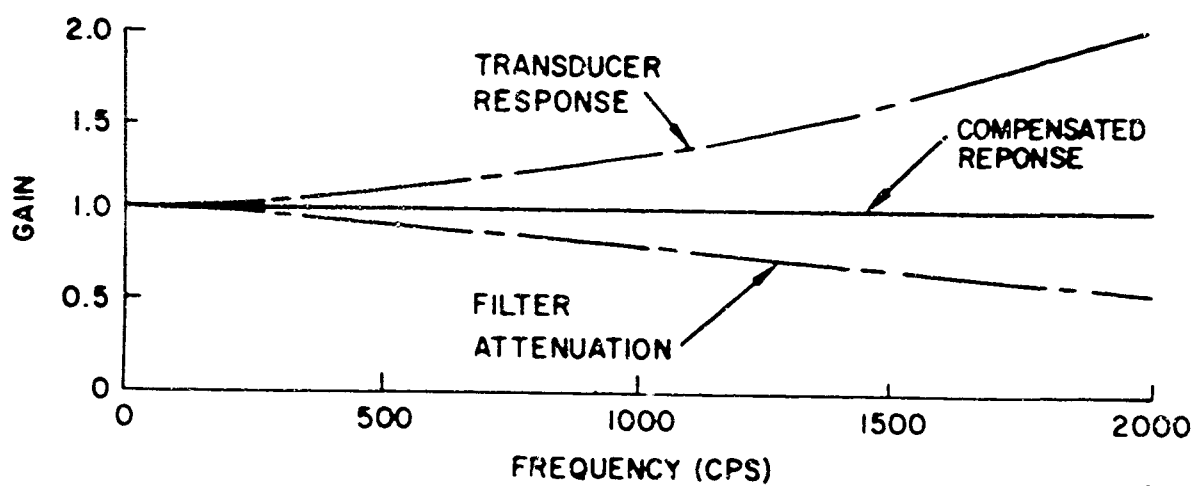 2.0
TRANSDUCER
RESPONSE
1.5
COMPENSATED
REPONSE
1.0
GAIN
0.5
FILTER
ATTENUATION
0
0 500 1000 1500 2000
FREQUENCY (CPS)